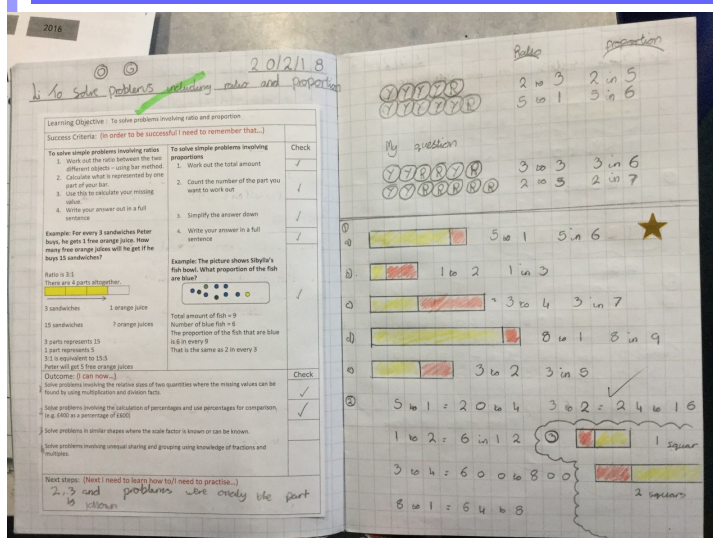 2016
O G
20/2/18
Li To solve problems including ratio and proportion
Learning Objective : To solve problems involving ratio and proportion
Success Criteria: (In order to be successful I need to remember that…)
Check
To solve simple problems involving ratios
1. Work out the ratio between the two
different objects – using bar method.
2. Calculate what is represented by one
part of your bar.
3. Use this to calculate your missing
value.
4. Write your answer out in a full
sentence
Example: For every 3 sandwiches Peter
buys, he gets 1 free orange juice. How
many free orange juices will he get if he
buys 15 sandwiches?
Ratio is 3:1
There are 4 parts altogether.
3 sandwiches 1 orange juice
15 sandwiches ? orange juices
3 parts represents 15
1 part represents 5
3:1 is equivalent to 15:5
Peter will get 5 free orange juices
To solve simple problems involving
proportions
1. Work out the total amount
2. Count the number of the part you
want to work out
3. Simplify the answer down
4. Write your answer in a full
sentence
Example: The picture shows Sibylla's
fish bowl. What proportion of the fish
are blue?
Total amount of fish = 9
Number of blue fish = 6
The proportion of the fish that are blue
is 6 in every 9
That is the same as 2 in every 3
Outcome: (I can now...)
Check
Solve problems involving the relative sizes of two quantities where the missing values can be
found by using multiplication and division facts.
Solve problems involving the calculation of percentages and use percentages for comparison,
(e.g. £400 as a percentage of £600)
Solve problems in similar shapes where the scale factor is known or can be known.
Solve problems involving unequal sharing and grouping using knowledge of fractions and
multiples.
Next steps: (Next I need to learn how to/I need to practise...)
2,3 and problems were onely the part
is known
Ratio proportion
Y Y Y Y R 2 to 3 2 in 5
Y Y Y Y Y R 5 to 1 5 in 6
My question
Y Y R R Y R 3 to 3 3 in 6
Y Y R R R R R 2 to 5 2 in 7
①
a) 5 to 1 5 in 6
b). 1 to 2 1 in 3
c) = 3 to 4 3 in 7
d) 8 to 1 8 in 9
e) 3 to 2 3 in 5
② 5 to 1 = 20 to 4 3 to 2 = 24 to 16
1 to 2 = 6 in 12
③ 1 squar
3 to 4 = 600 to 800
2 squars
8 to 1 = 64 to 8